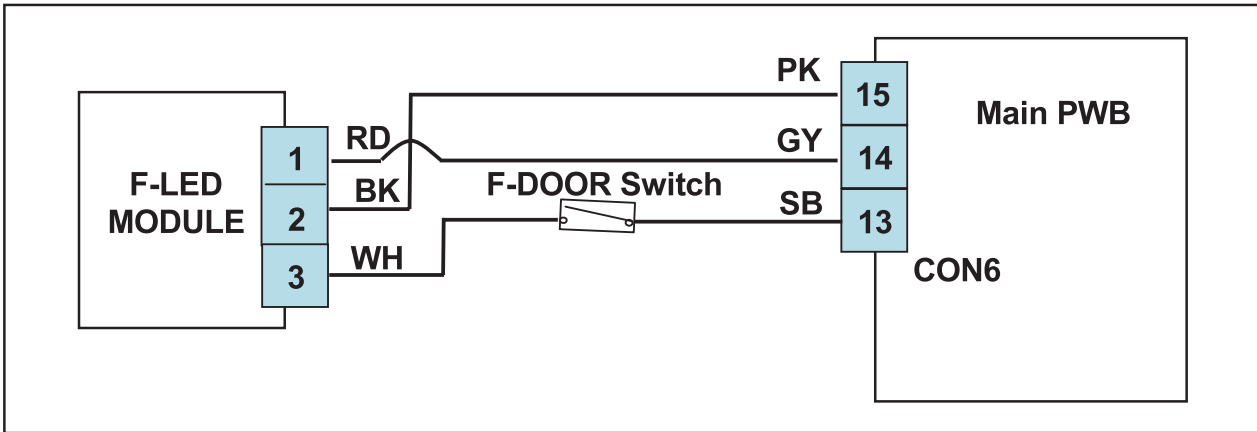 PK
15
Main PWB
RD
GY
1
14
F-LED
MODULE
BK
F-DOOR Switch
2
SB
13
WH
3
CON6